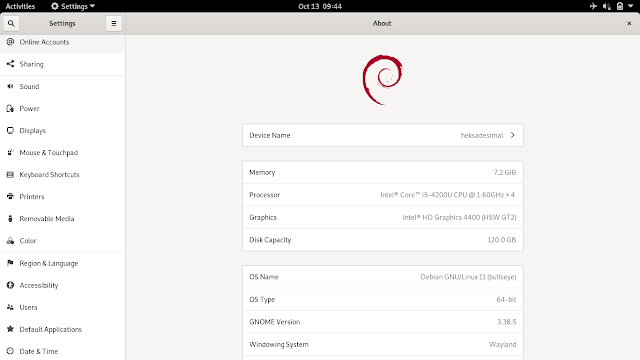 Activities Settings Oct 13 09:44
Settings About
Online Accounts
Sharing
Sound
Power
Displays
Mouse & Touchpad
Keyboard Shortcuts
Printers
Removable Media
Color
Region & Language
Accessibility
Users
Default Applications
Date & Time
Device Name heksadesimal
Memory 7.2 GiB
Processor Intel® Core™ i5-4200U CPU @ 1.60GHz × 4
Graphics Intel® HD Graphics 4400 (HSW GT2)
Disk Capacity 120.0 GB
OS Name Debian GNU/Linux 11 (bullseye)
OS Type 64-bit
GNOME Version 3.38.5
Windowing System Wayland